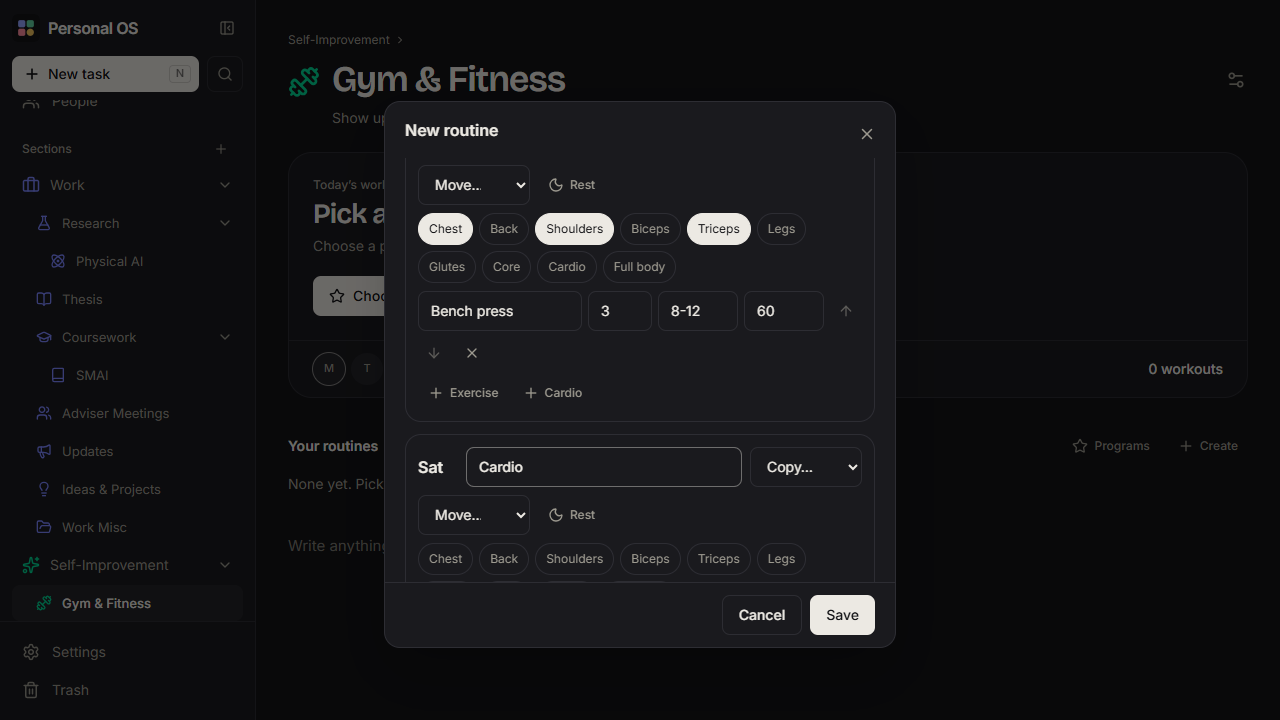 Personal OS
New task N
People
Sections
Work
Research
Physical AI
Thesis
Coursework
SMAI
Adviser Meetings
Updates
Ideas & Projects
Work Misc
Self-Improvement
Gym & Fitness
Settings
Trash
Self-Improvement
Gym & Fitness
Show up
Today's worl
Pick a
Choose a p
Choo
M T
0 workouts
Your routines
Programs
Create
None yet. Pick
Write anything
New routine
Move...
Rest
Chest Back Shoulders Biceps Triceps Legs
Glutes Core Cardio Full body
Bench press 3 8-12 60
Exercise Cardio
Sat Cardio Copy...
Move...
Rest
Chest Back Shoulders Biceps Triceps Legs
Cancel Save